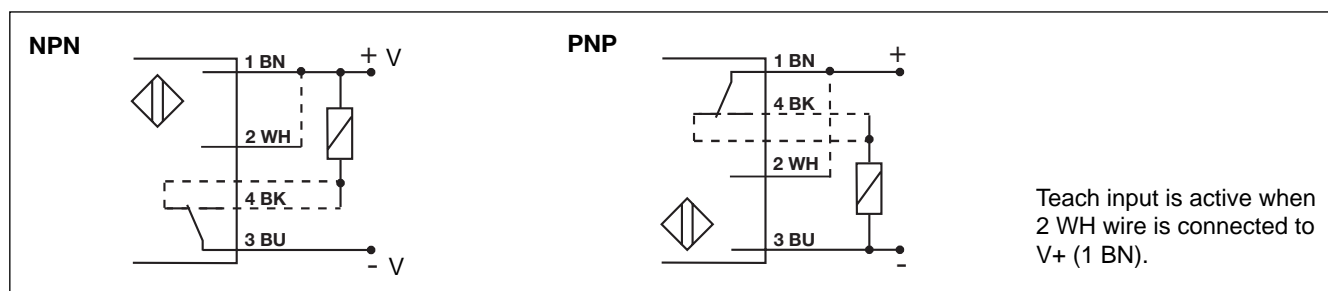 NPN
1 BN
+ V
2 WH
4 BK
3 BU
- V
PNP
1 BN
+
4 BK
2 WH
3 BU
-
Teach input is active when
2 WH wire is connected to
V+ (1 BN).